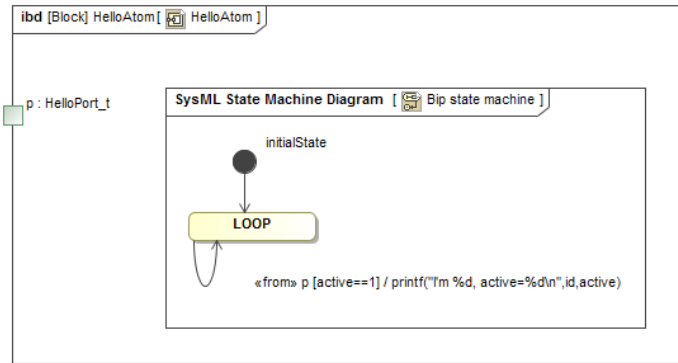 ibd [Block] HelloAtom[ HelloAtom ]
p : HelloPort_t
SysML State Machine Diagram [ Bip state machine ]
initialState
LOOP
«from» p [active==1] / printf("I'm %d, active=%d\n",id,active)